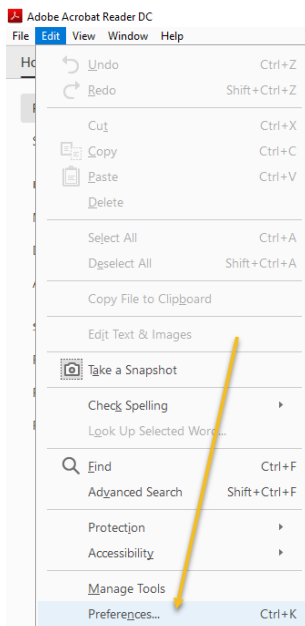 Adobe Acrobat Reader DC
File Edit View Window Help
Undo Ctrl+Z
Redo Shift+Ctrl+Z
Cut Ctrl+X
Copy Ctrl+C
Paste Ctrl+V
Delete
Select All Ctrl+A
Deselect All Shift+Ctrl+A
Copy File to Clipboard
Edit Text & Images
Take a Snapshot
Check Spelling
Look Up Selected Word...
Find Ctrl+F
Advanced Search Shift+Ctrl+F
Protection
Accessibility
Manage Tools
Preferences... Ctrl+K